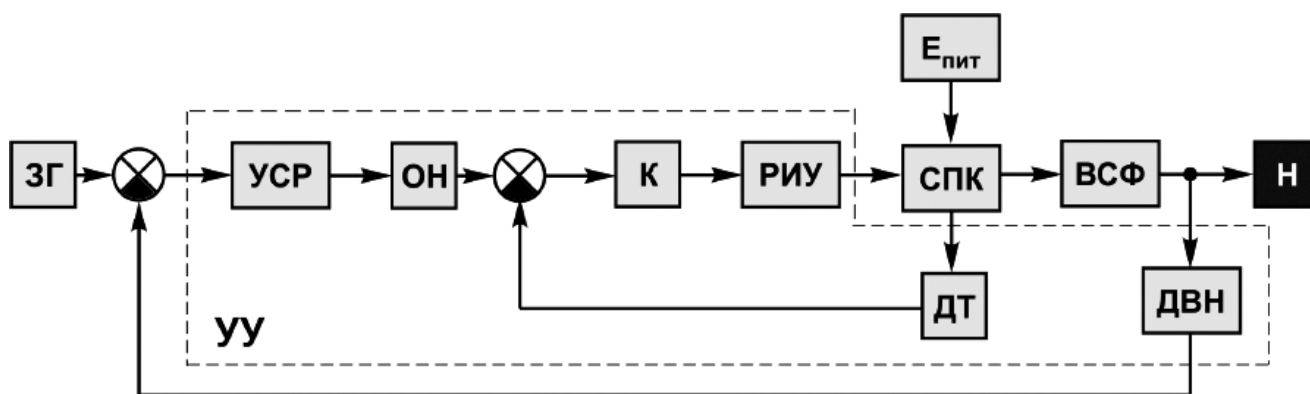 Eпит
ЗГ
УСР
ОН
К
РИУ
СПК
ВСФ
Н
ДТ
ДВН
УУ